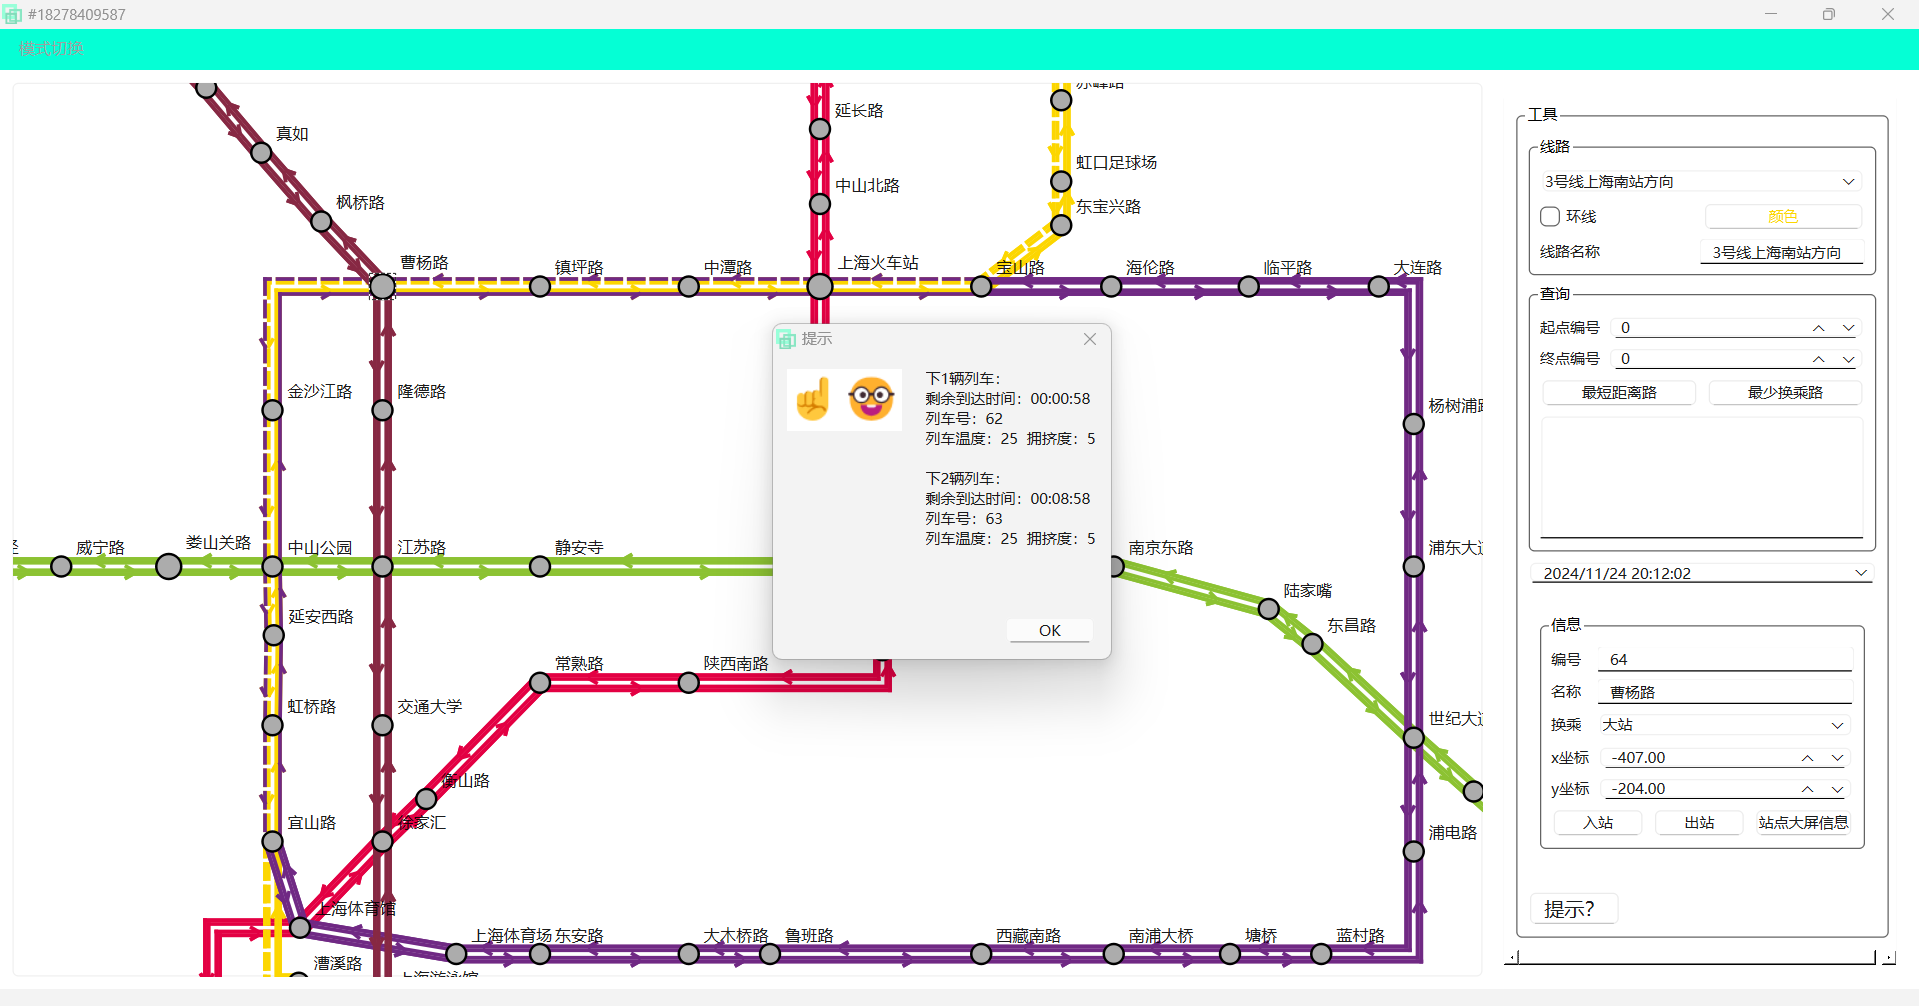 #18278409587
模式切换
真如
枫桥路
曹杨路
镇坪路
中潭路
延长路
中山北路
上海火车站
虹口足球场
东宝兴路
宝山路
海伦路
临平路
大连路
金沙江路
隆德路
杨树浦路
威宁路
娄山关路
中山公园
江苏路
静安寺
南京东路
浦东大道
陆家嘴
东昌路
延安西路
常熟路
陕西南路
虹桥路
交通大学
世纪大道
衡山路
宜山路
徐家汇
浦电路
上海体育馆
上海体育场
东安路
大木桥路
鲁班路
西藏南路
南浦大桥
塘桥
蓝村路
漕溪路
上海游泳馆
提示
下1辆列车：
剩余到达时间：00:00:58
列车号：62
列车温度：25 拥挤度：5
下2辆列车：
剩余到达时间：00:08:58
列车号：63
列车温度：25 拥挤度：5
OK
工具
线路
3号线上海南站方向
环线
颜色
线路名称
3号线上海南站方向
查询
起点编号 0
终点编号 0
最短距离路
最少换乘路
2024/11/24 20:12:02
信息
编号 64
名称 曹杨路
换乘 大站
x坐标 -407.00
y坐标 -204.00
入站
出站
站点大屏信息
提示?